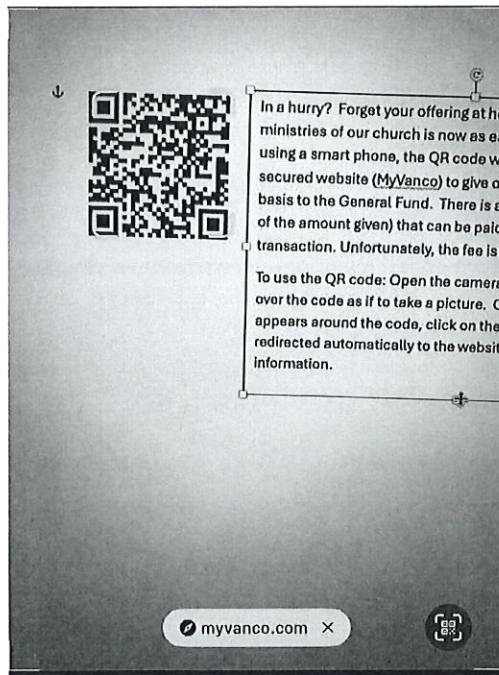 In a hurry? Forget your offering at h
ministries of our church is now as ea
using a smart phone, the QR code w
secured website (MyVanco) to give o
basis to the General Fund. There is a
of the amount given) that can be paid
transaction. Unfortunately, the fee is
To use the QR code: Open the camera
over the code as if to take a picture. O
appears around the code, click on the
redirected automatically to the websit
information.
myvanco.com